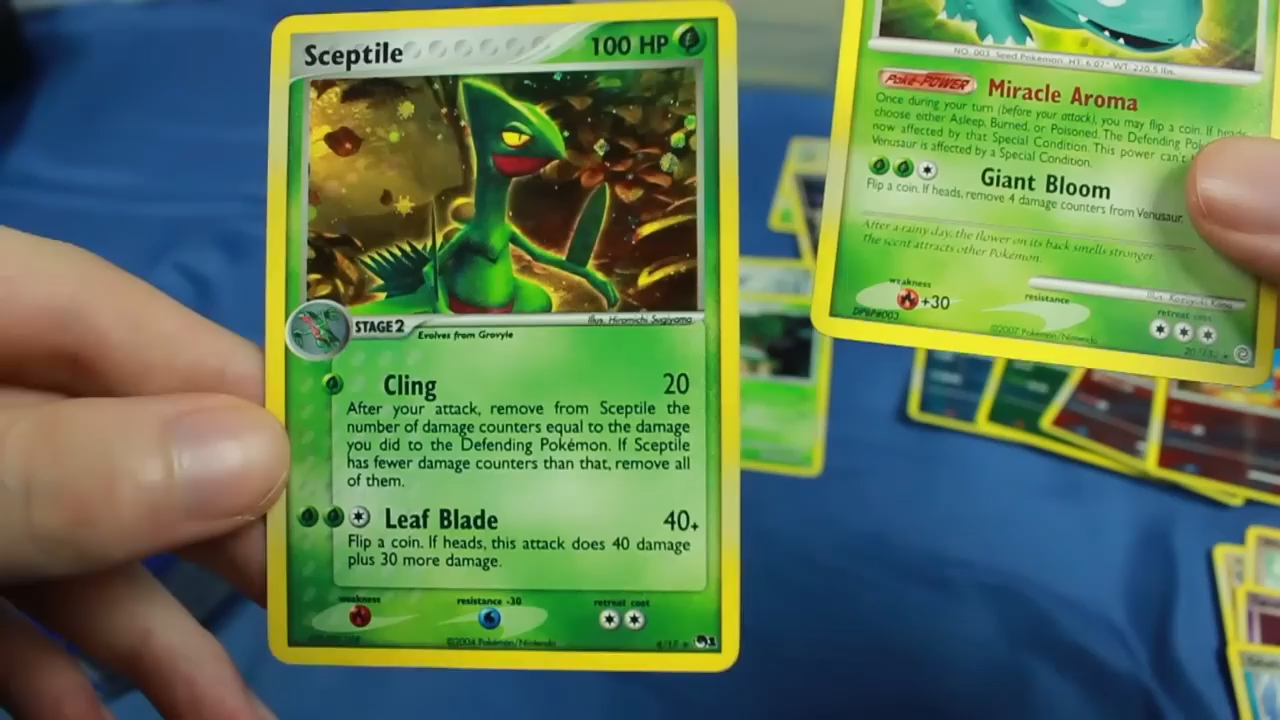 Sceptile
100 HP
STAGE2
Illus. Hiromichi Sugiyama
Evolves from Grovyle
Cling 20
After your attack, remove from Sceptile the
number of damage counters equal to the damage
you did to the Defending Pokémon. If Sceptile
has fewer damage counters than that, remove all
of them.
Leaf Blade 40+
Flip a coin. If heads, this attack does 40 damage
plus 30 more damage.
weakness
resistance -30
retreat cost
©2004 Pokémon/Nintendo
NO. 003 Seed Pokémon HT: 6'07" WT: 220.5 lbs.
Poké-POWER Miracle Aroma
Once during your turn (before your attack), you may flip a coin. If heads,
choose either Asleep, Burned, or Poisoned. The Defending
now affected by that Special Condition. This power can't
Venusaur is affected by a Special Condition.
Giant Bloom
Flip a coin. If heads, remove 4 damage counters from Venusaur.
After a rainy day, the flower on its back smells stronger.
The scent attracts other Pokémon.
weakness
+30
resistance
retreat cost
DPBP#003
©2007 Pokémon/Nintendo